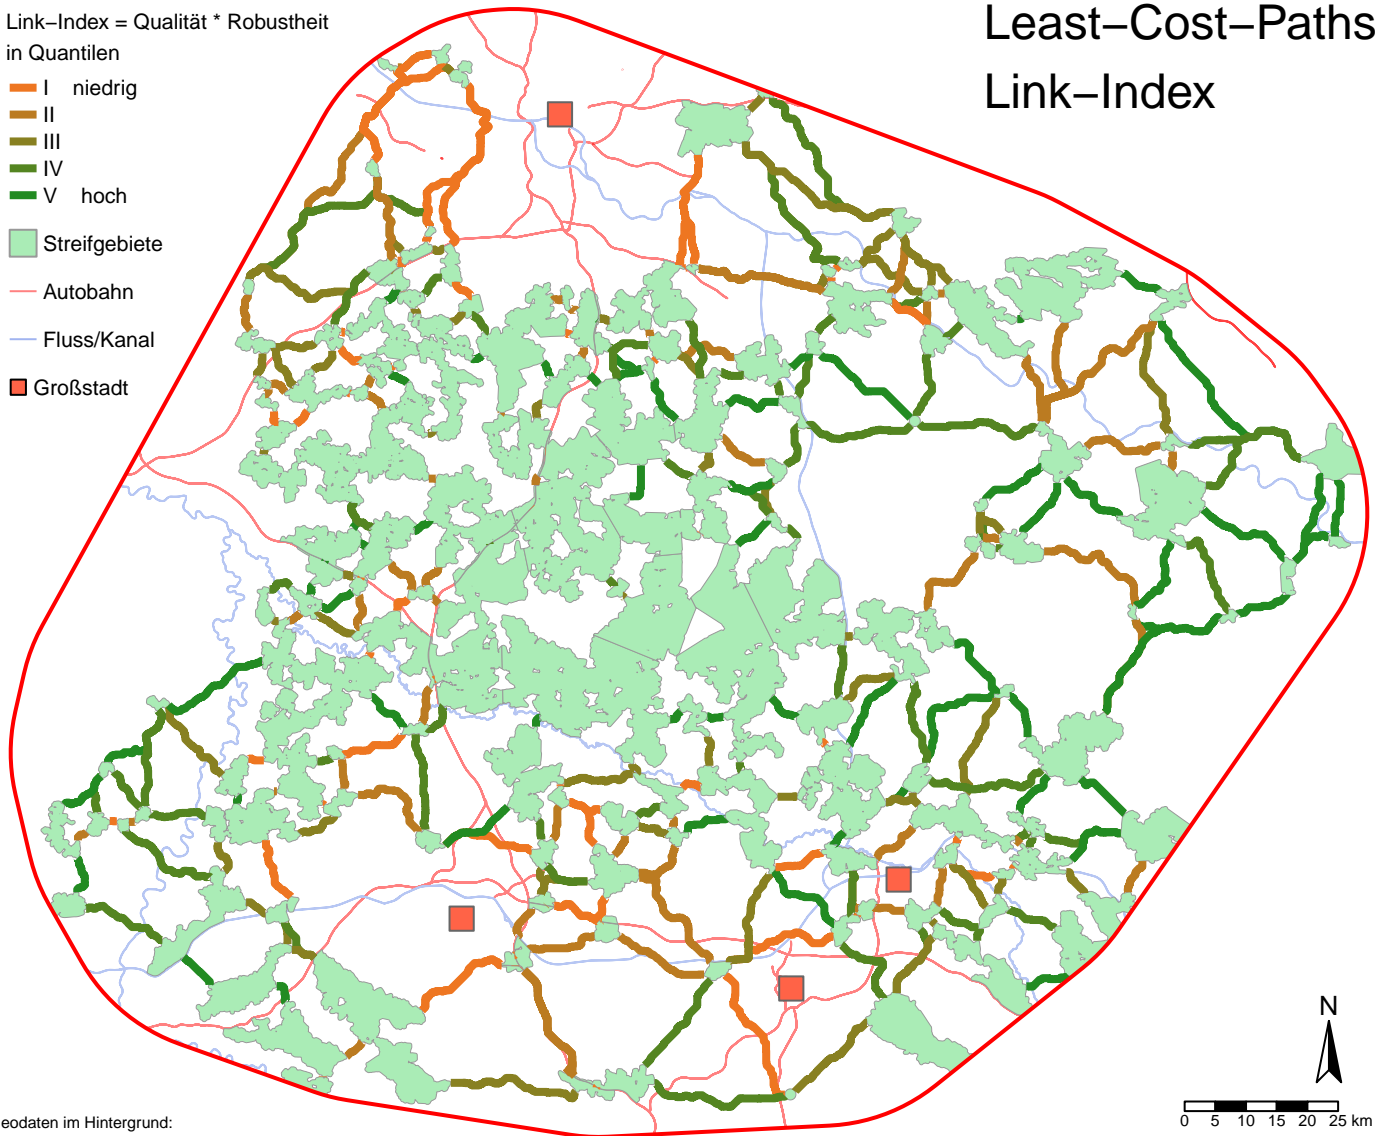 Link−Index = Qualität * Robustheit
in Quantilen
I niedrig
II
III
IV
V hoch
Streifgebiete
Autobahn
Fluss/Kanal
Großstadt
Least−Cost−Paths
Link−Index
N
0 5 10 15 20 25 km
eodaten im Hintergrund: